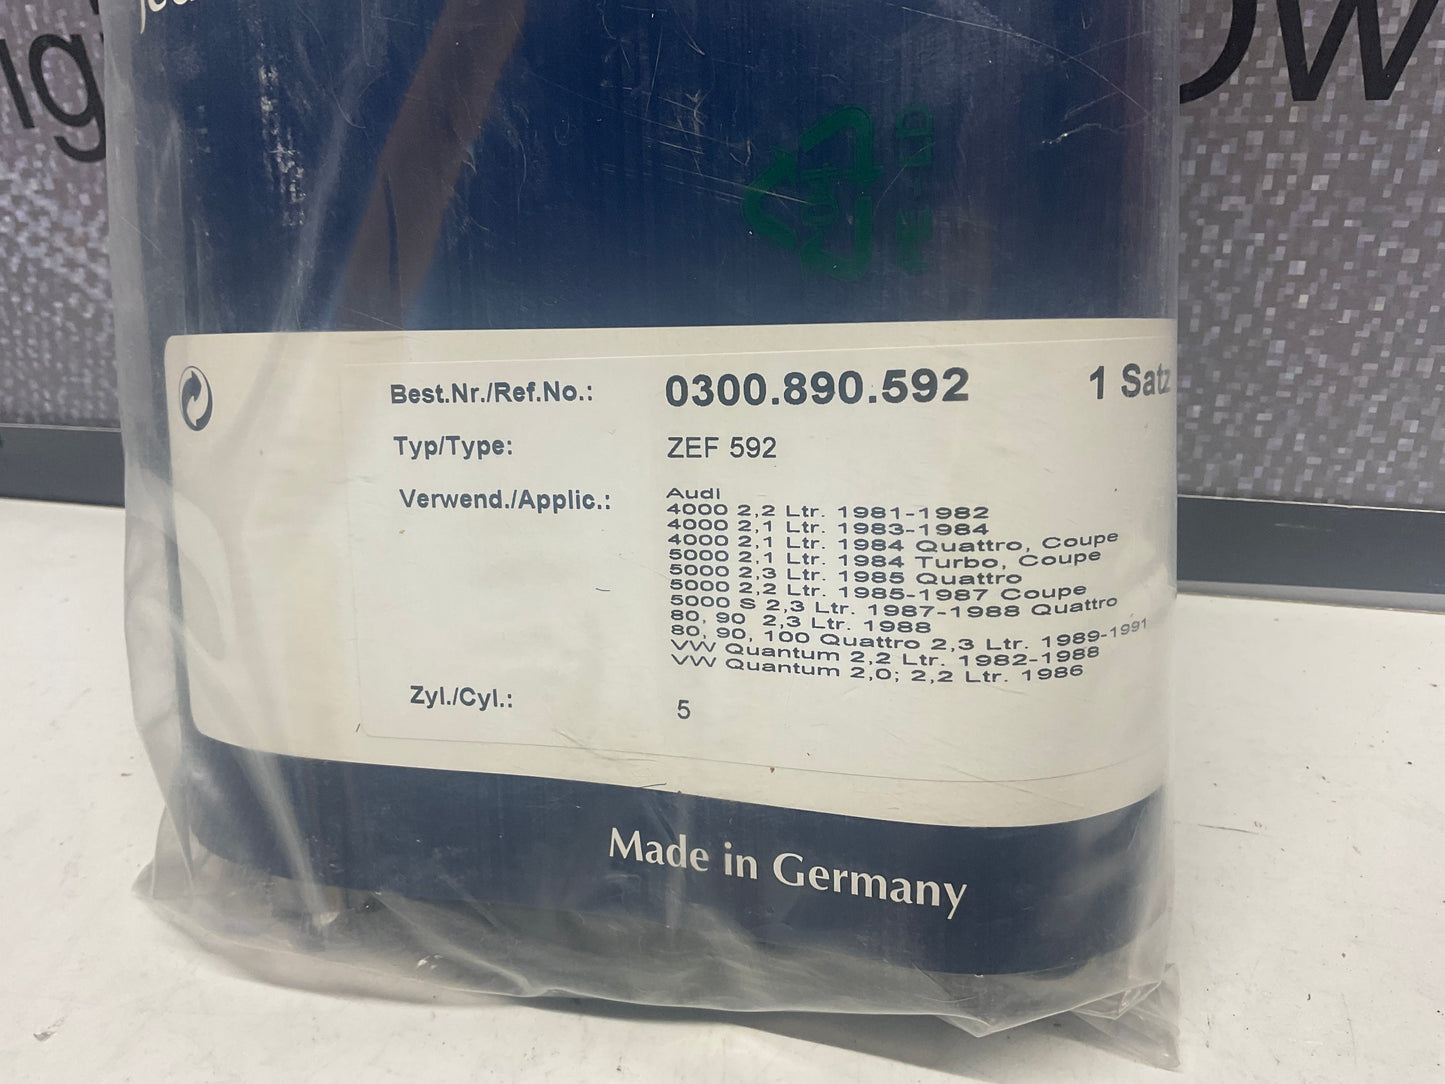 PE-LD
04
Best.Nr./Ref.No.: 0300.890.592 1 Satz
Typ/Type: ZEF 592
Verwend./Applic.: Audi
4000 2,2 Ltr. 1981-1982
4000 2,1 Ltr. 1983-1984
4000 2,1 Ltr. 1984 Quattro, Coupe
5000 2,1 Ltr. 1984 Turbo, Coupe
5000 2,3 Ltr. 1985 Quattro
5000 2,2 Ltr. 1985-1987 Coupe
5000 S 2,3 Ltr. 1987-1988 Quattro
80, 90 2,3 Ltr. 1988
80, 90, 100 Quattro 2,3 Ltr. 1989-1991
VW Quantum 2,2 Ltr. 1982-1988
VW Quantum 2,0; 2,2 Ltr. 1986
Zyl./Cyl.: 5
Made in Germany